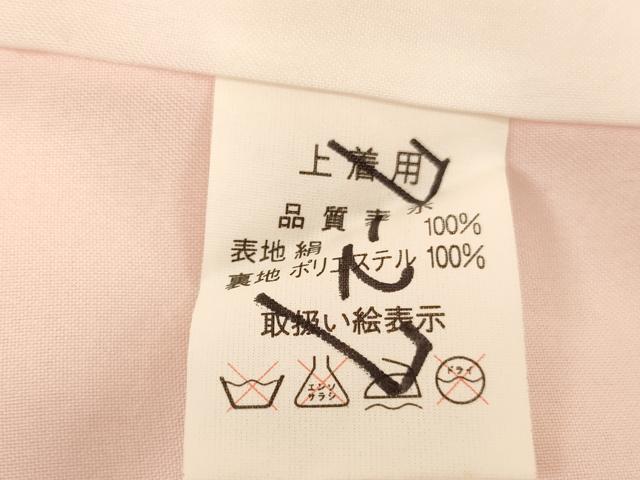 上着用
品質表示
表地 絹 100%
裏地 ポリエステル 100%
取扱い絵表示
エンソ
サラシ
ドライ